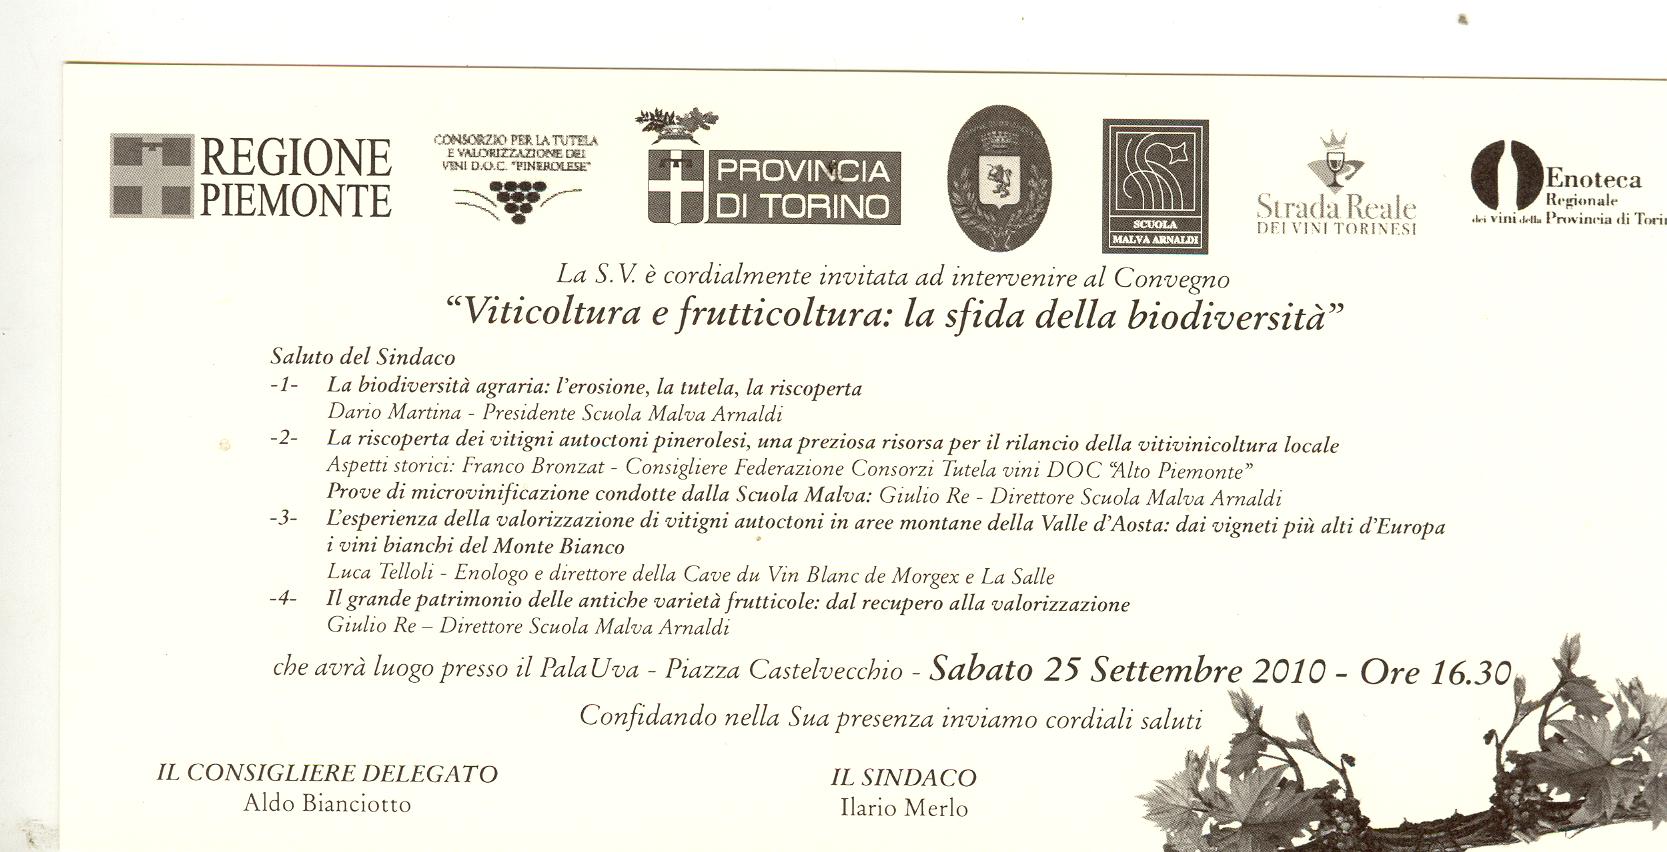 REGIONE
PIEMONTE
CONSORZIO PER LA TUTELA
E VALORIZZAZIONE DEI
VINI D.O.C. "PINEROLESE"
PROVINCIA
DI TORINO
SCUOLA
MALVA ARNALDI
Strada Reale
DEI VINI TORINESI
Enoteca
Regionale
dei vini della Provincia di Torin
La S.V. è cordialmente invitata ad intervenire al Convegno
“Viticoltura e frutticoltura: la sfida della biodiversità”
Saluto del Sindaco
-1- La biodiversità agraria: l'erosione, la tutela, la riscoperta
Dario Martina - Presidente Scuola Malva Arnaldi
-2- La riscoperta dei vitigni autoctoni pinerolesi, una preziosa risorsa per il rilancio della vitivinicoltura locale
Aspetti storici: Franco Bronzat - Consigliere Federazione Consorzi Tutela vini DOC “Alto Piemonte”
Prove di microvinificazione condotte dalla Scuola Malva: Giulio Re - Direttore Scuola Malva Arnaldi
-3- L'esperienza della valorizzazione di vitigni autoctoni in aree montane della Valle d'Aosta: dai vigneti più alti d'Europa
i vini bianchi del Monte Bianco
Luca Telloli - Enologo e direttore della Cave du Vin Blanc de Morgex e La Salle
-4- Il grande patrimonio delle antiche varietà frutticole: dal recupero alla valorizzazione
Giulio Re – Direttore Scuola Malva Arnaldi
che avrà luogo presso il PalaUva - Piazza Castelvecchio - Sabato 25 Settembre 2010 - Ore 16.30
Confidando nella Sua presenza inviamo cordiali saluti
IL CONSIGLIERE DELEGATO
Aldo Bianciotto
IL SINDACO
Ilario Merlo